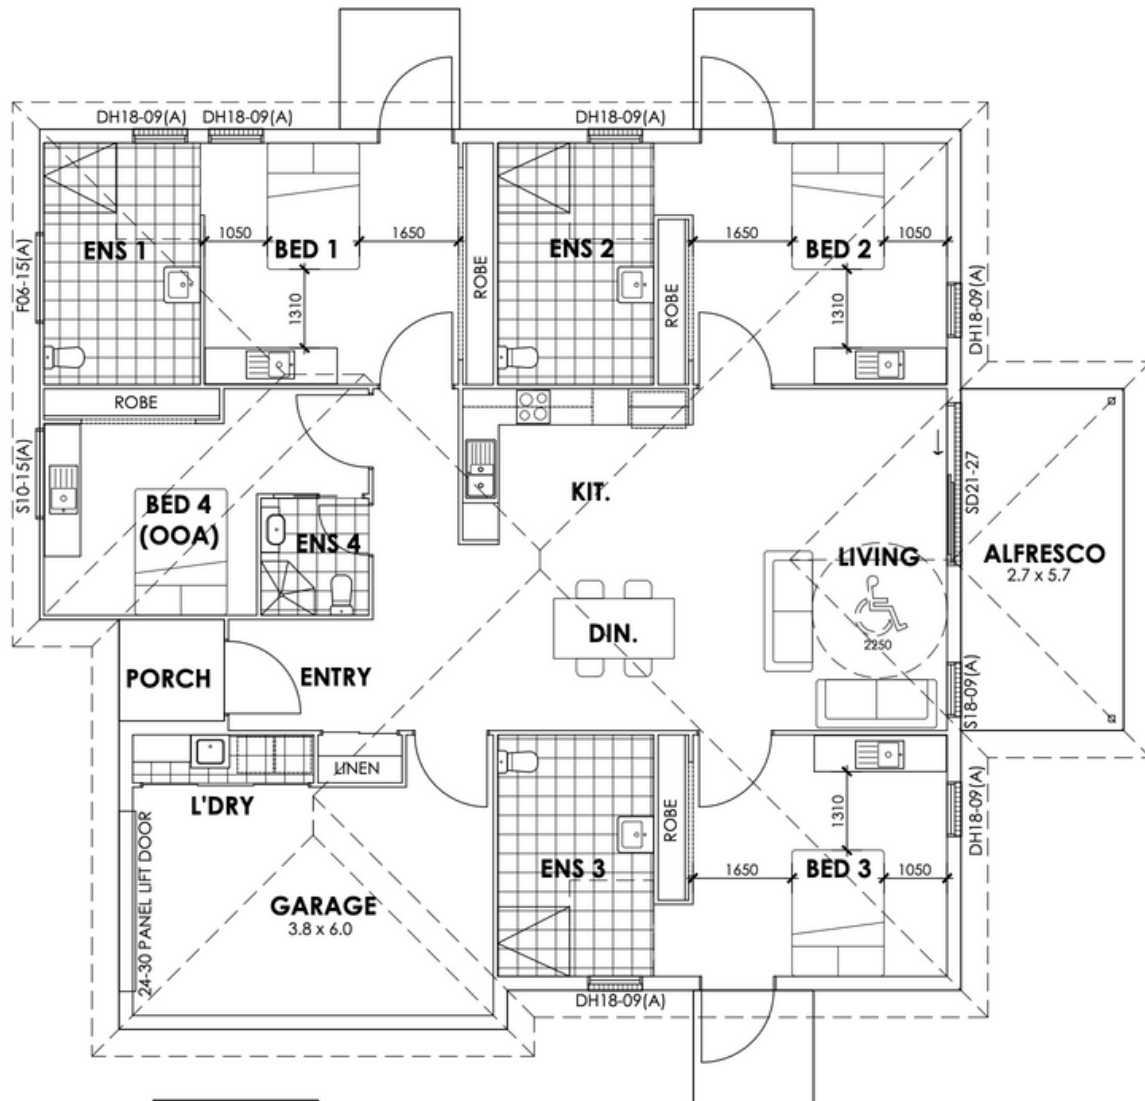 DH18-09(A)
DH18-09(A)
DH18-09(A)
F06-15(A)
ENS 1
1050
BED 1
1650
1310
ROBE
ENS 2
ROBE
1650
BED 2
1050
1310
DH18-09(A)
ROBE
S10-15(A)
BED 4
(OOA)
ENS 4
KIT.
LIVING
2250
SD21-27
ALFRESCO
2.7 x 5.7
DIN.
PORCH
ENTRY
S18-09(A)
LINEN
L'DRY
24-30 PANEL LIFT DOOR
GARAGE
3.8 x 6.0
ENS 3
ROBE
1310
1650
BED 3
1050
DH18-09(A)
DH18-09(A)